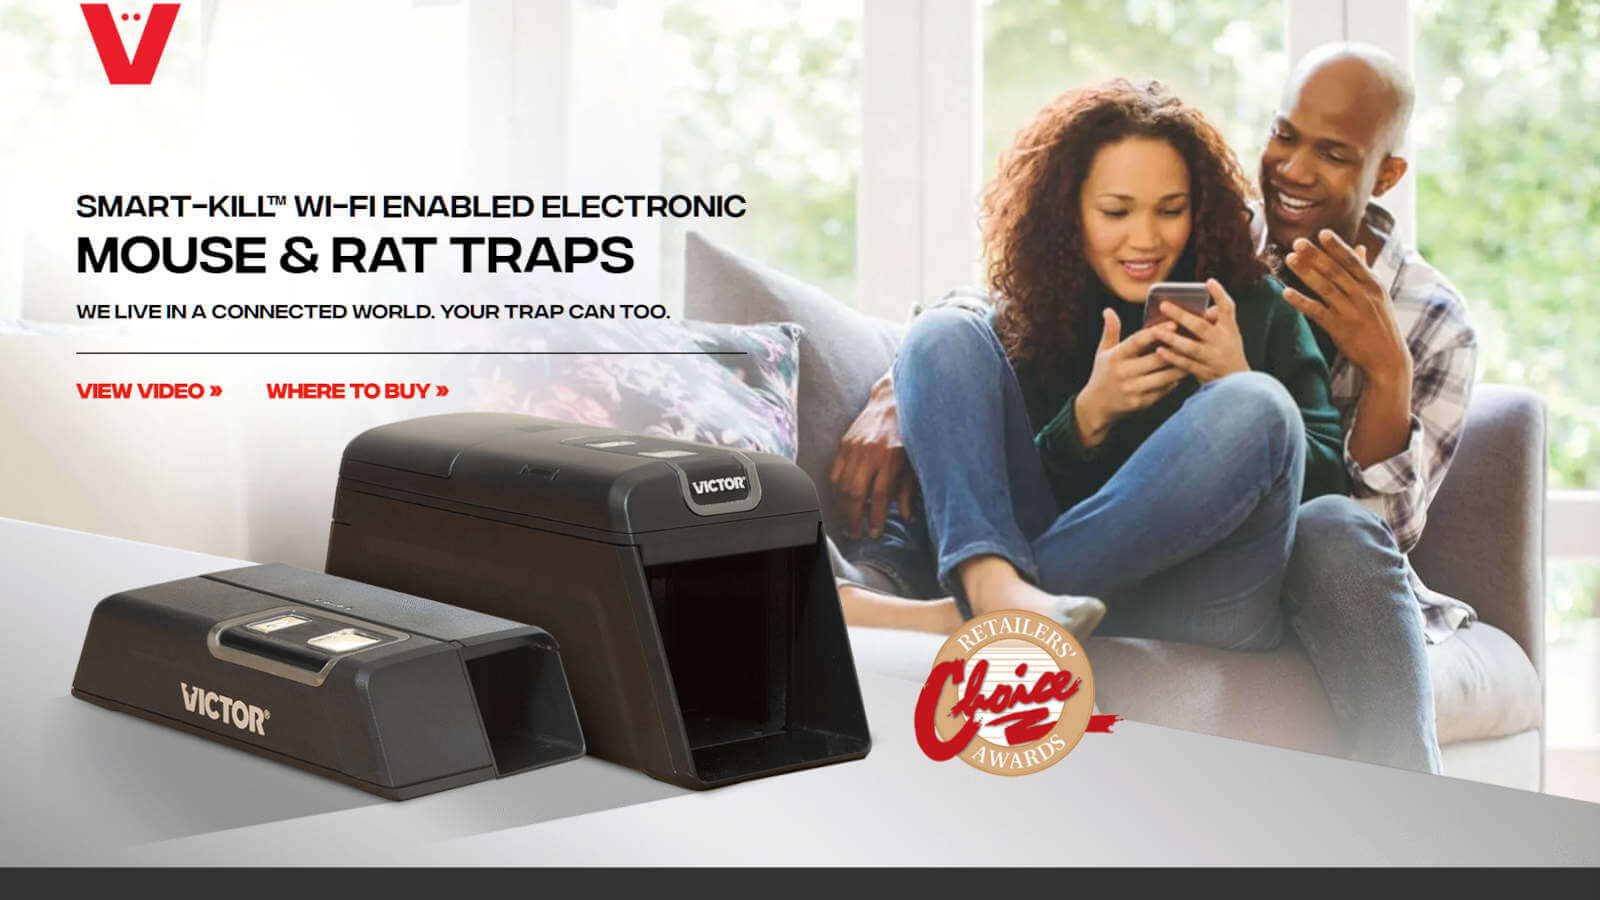 V
SMART-KILL™ WI-FI ENABLED ELECTRONIC
MOUSE & RAT TRAPS
WE LIVE IN A CONNECTED WORLD. YOUR TRAP CAN TOO.
VIEW VIDEO » WHERE TO BUY »
VICTOR®
VICTOR®
RETAILERS'
Choice
AWARDS